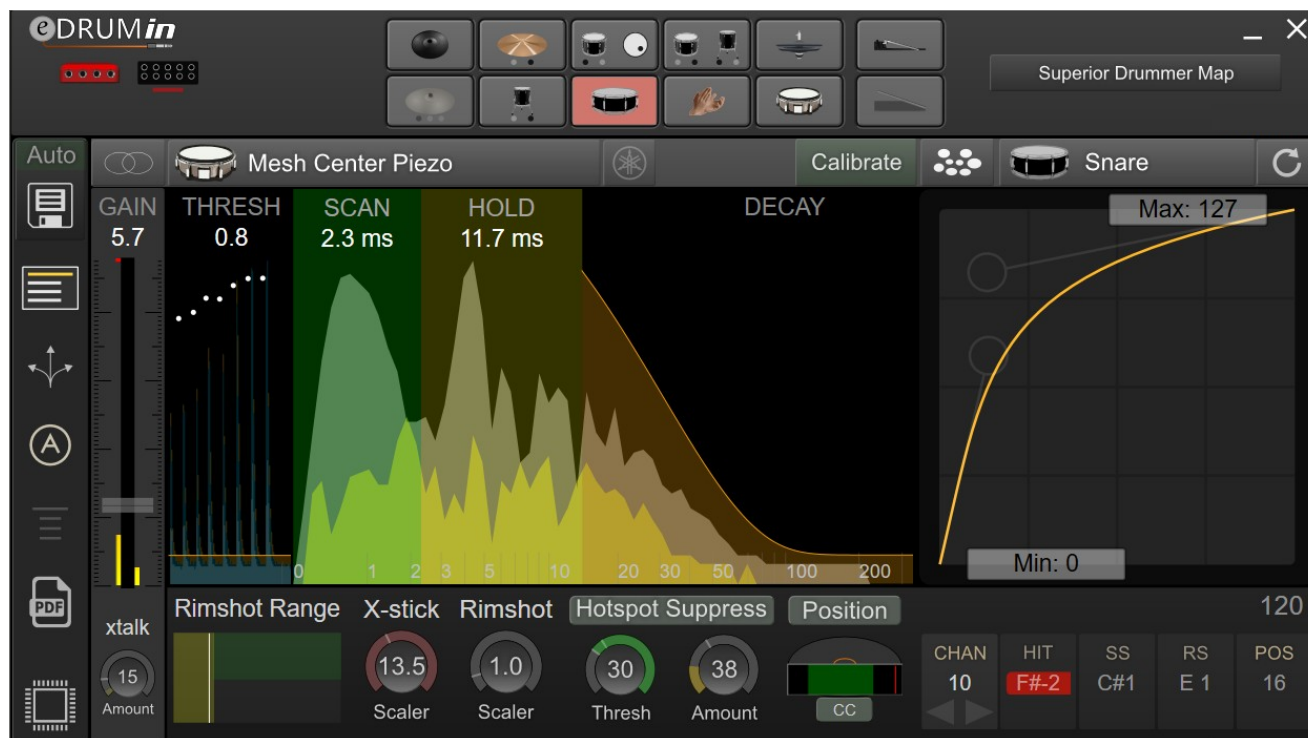 eDRUMin
Superior Drummer Map
Auto
Mesh Center Piezo
Calibrate
Snare
GAIN
5.7
THRESH
0.8
SCAN
2.3 ms
HOLD
11.7 ms
DECAY
Max: 127
Min: 0
0 1 2 3 5 10 20 30 50 100 200
A
PDF
xtalk
15
Amount
Rimshot Range
X-stick
13.5
Scaler
Rimshot
1.0
Scaler
Hotspot Suppress
30
Thresh
38
Amount
Position
CC
120
CHAN HIT SS RS POS
10 F#-2 C#1 E 1 16